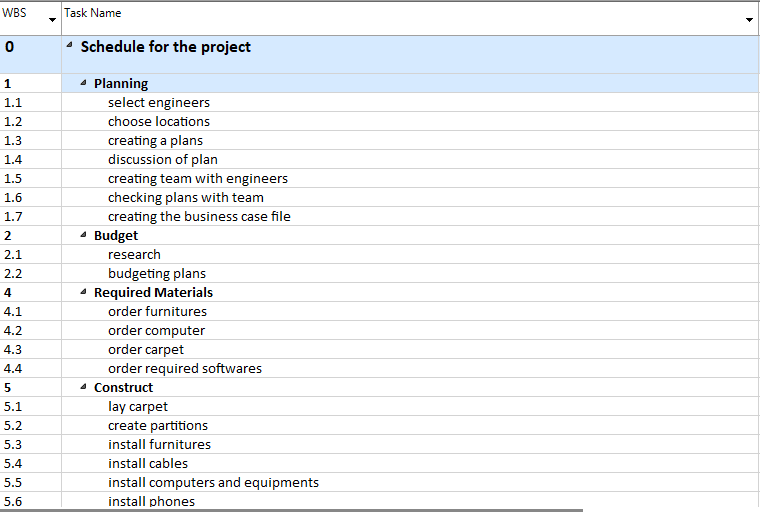 WBS Task Name
0 Schedule for the project
1 Planning
1.1 select engineers
1.2 choose locations
1.3 creating a plans
1.4 discussion of plan
1.5 creating team with engineers
1.6 checking plans with team
1.7 creating the business case file
2 Budget
2.1 research
2.2 budgeting plans
4 Required Materials
4.1 order furnitures
4.2 order computer
4.3 order carpet
4.4 order required softwares
5 Construct
5.1 lay carpet
5.2 create partitions
5.3 install furnitures
5.4 install cables
5.5 install computers and equipments
5.6 install phones